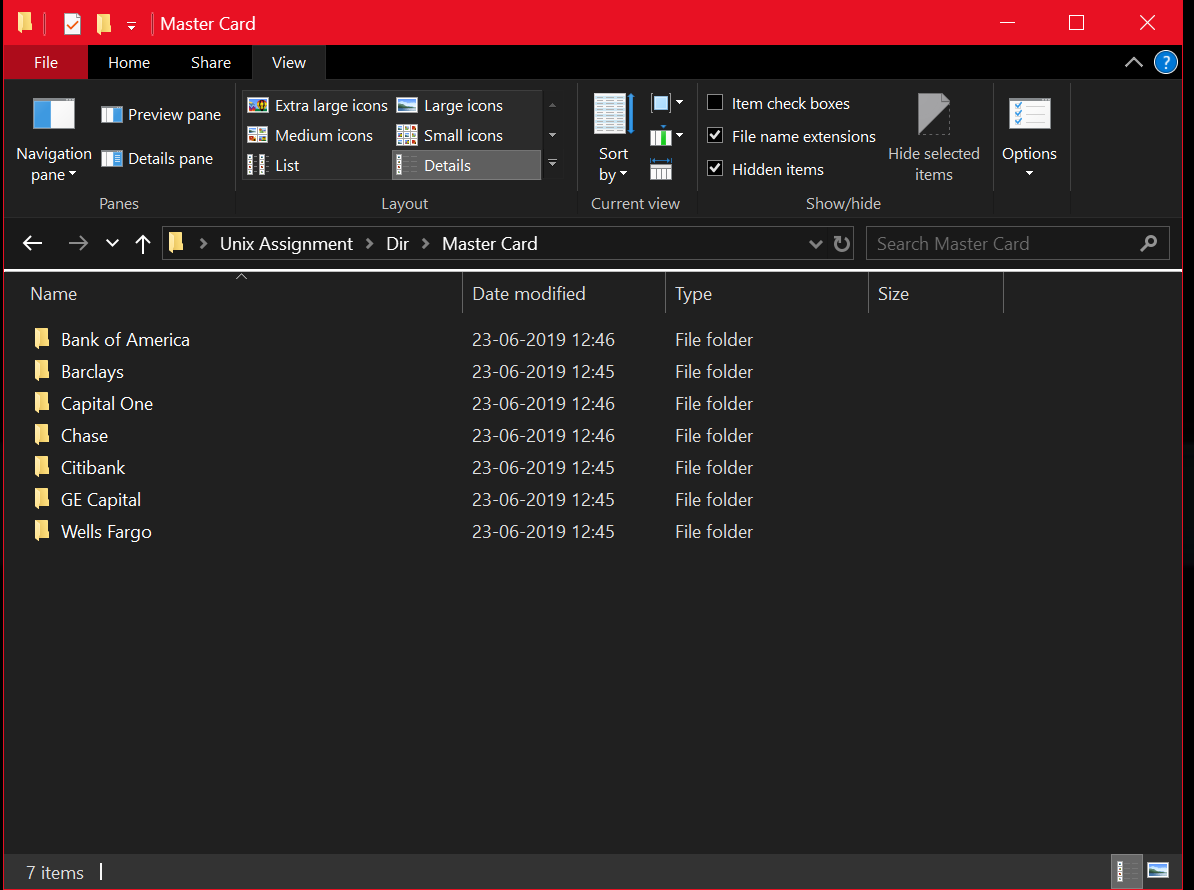 Master Card
File Home Share View ?
Navigation pane
Preview pane
Details pane
Panes
Extra large icons Large icons
Medium icons Small icons
List Details
Layout
Sort by
Current view
Item check boxes
File name extensions
Hidden items
Hide selected items
Show/hide
Options
Unix Assignment Dir Master Card Search Master Card
Name Date modified Type Size
Bank of America 23-06-2019 12:46 File folder
Barclays 23-06-2019 12:45 File folder
Capital One 23-06-2019 12:46 File folder
Chase 23-06-2019 12:46 File folder
Citibank 23-06-2019 12:45 File folder
GE Capital 23-06-2019 12:45 File folder
Wells Fargo 23-06-2019 12:45 File folder
7 items